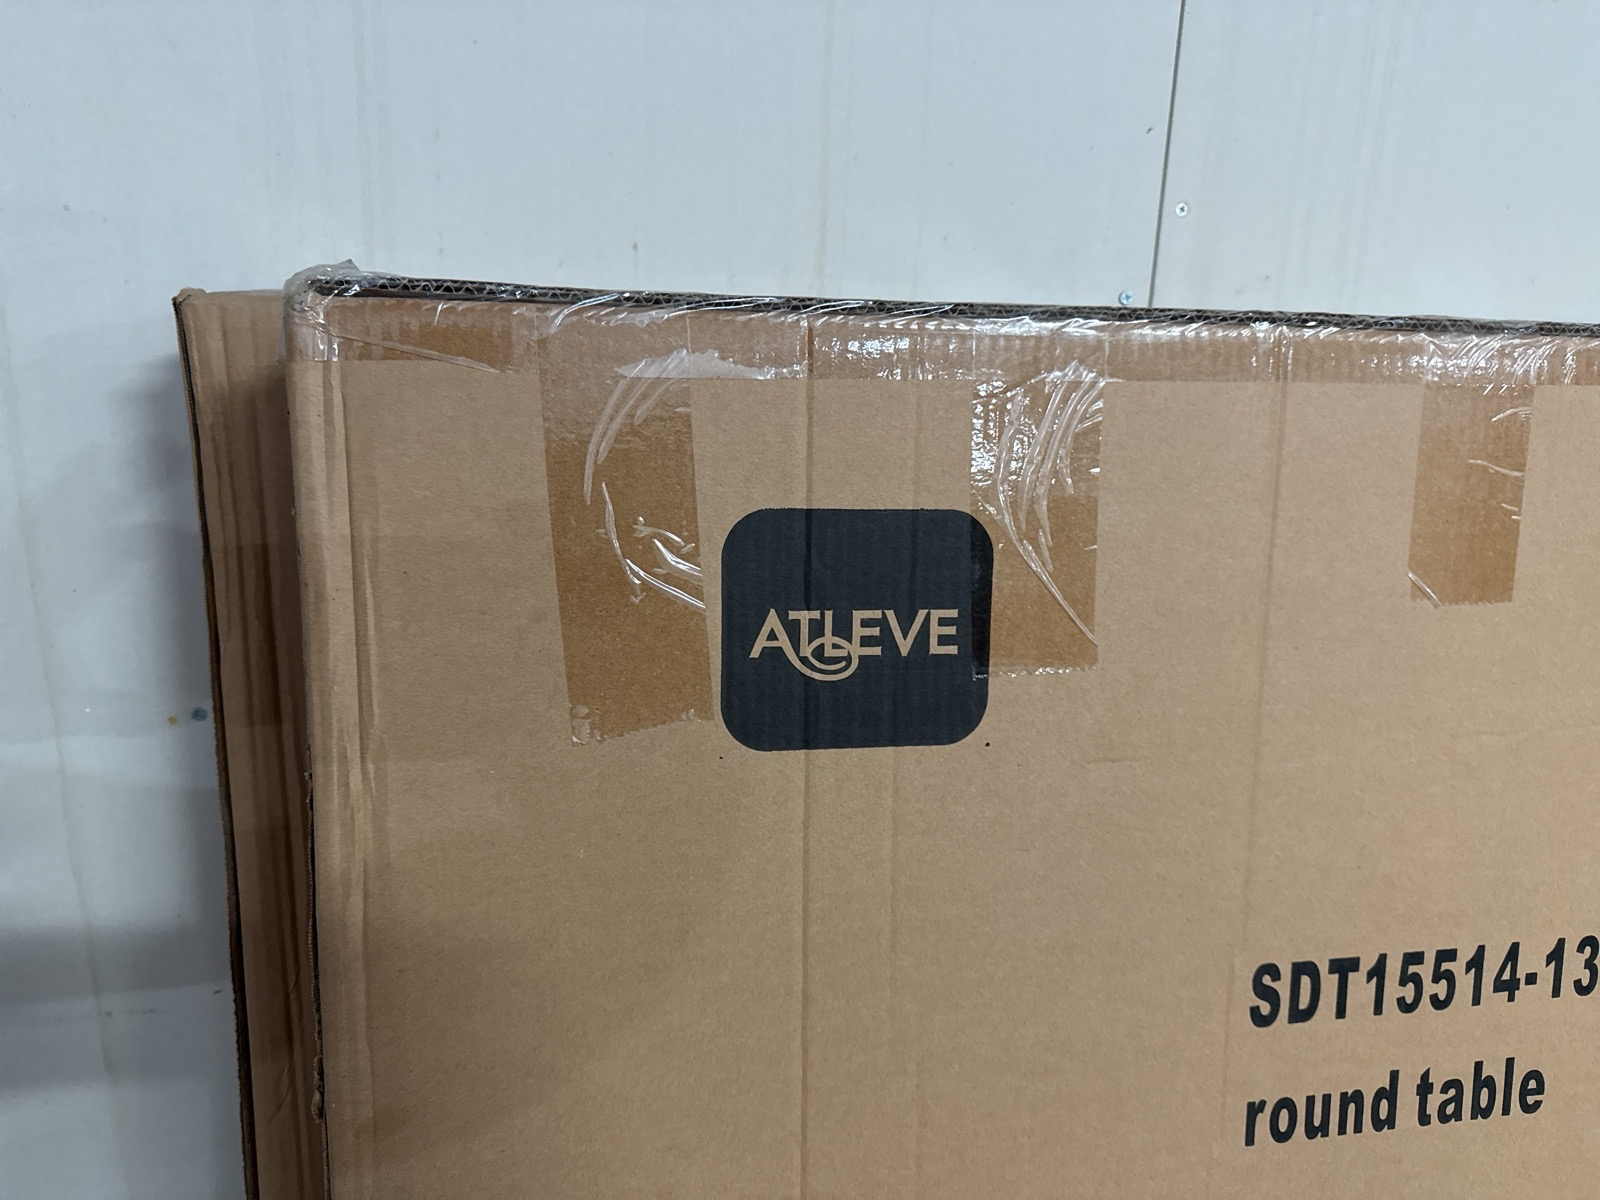 ATLEVE
SDT15514-13
round table